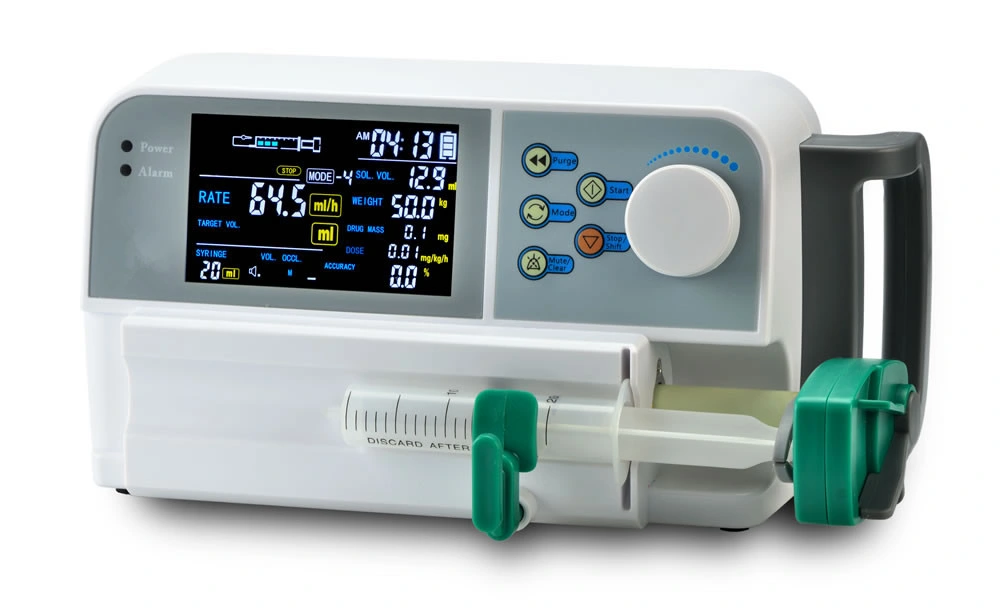 Power
Alarm
AM 04:13
STOP
MODE-4
SOL. VOL. 12.9 ml
RATE 64.5 ml/h
WEIGHT 50.0 kg
TARGET VOL. ml
DRUG MASS 0.1 mg
DOSE 0.01 mg/kg/h
SYRINGE 20 ml
VOL. OCCL.
M
ACCURACY 0.0 %
Purge
Start
Mode
Stop/
Shift
Mute/
Clear
10
20
DISCARD AFTER